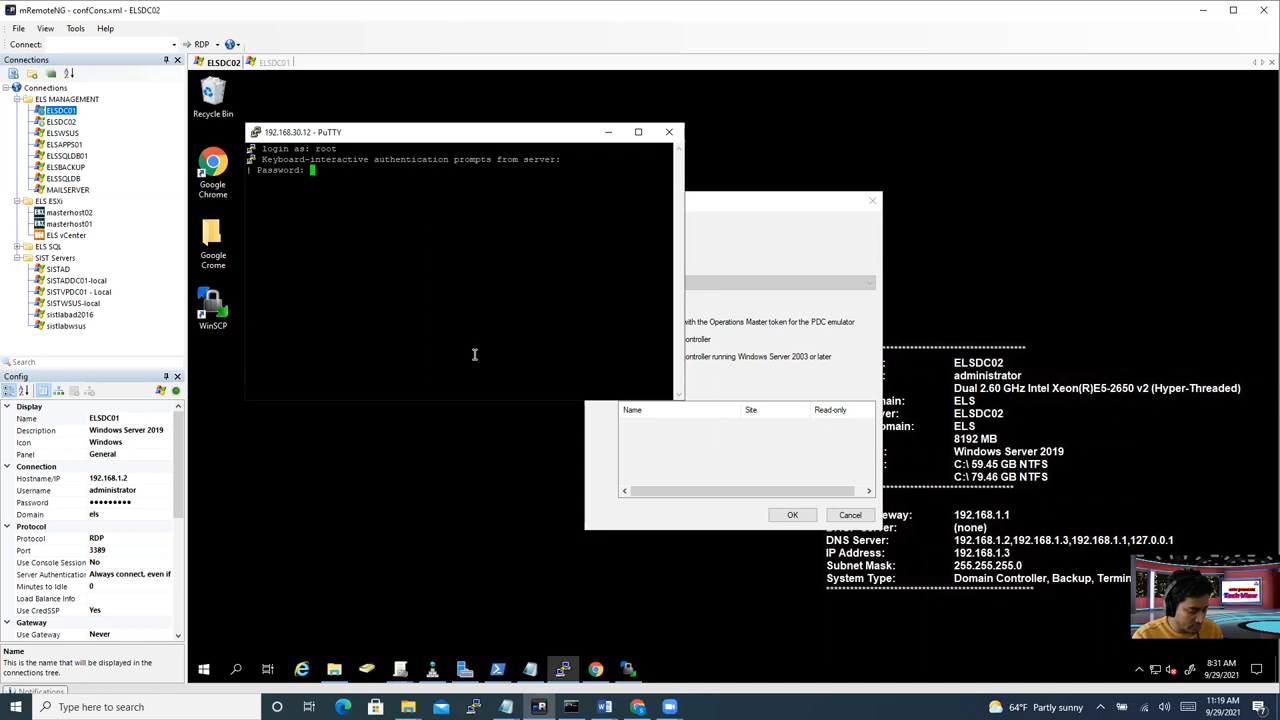 mRemoteNG - confCons.xml - ELSDC02
File View Tools Help
Connect: RDP
Connections
ELSDC02 ELSDC01
Connections
ELS MANAGEMENT
ELSDC01
ELSDC02
ELSWSUS
ELSAPPS01
ELSSQLDB01
ELSBACKUP
ELSSQLDB
MAILSERVER
ELS ESXi
masterhost02
masterhost01
ELS vCenter
ELS SQL
SIST Servers
SISTAD
SISTADDC01-local
SISTVPDC01 - Local
SISTWSUS-local
sistlabad2016
sistlabwsus
Search
Config
Display
Name ELSDC01
Description Windows Server 2019
Icon Windows
Panel General
Connection
Hostname/IP 192.168.1.2
Username administrator
Password ●●●●●●●●●
Domain els
Protocol
Protocol RDP
Port 3389
Use Console Session No
Server Authentication Always connect, even if
Minutes to Idle 0
Load Balance Info
Use CredSSP Yes
Gateway
Use Gateway Never
Name
This is the name that will be displayed in the
connections tree.
Notifications
Recycle Bin
Google
Chrome
Google
Crome
WinSCP
192.168.30.12 - PuTTY
login as: root
Keyboard-interactive authentication prompts from server:
| Password:
with the Operations Master token for the PDC emulator
ontroller
ontroller running Windows Server 2003 or later
Name Site Read-only
OK Cancel
ELSDC02
administrator
Dual 2.60 GHz Intel Xeon(R)E5-2650 v2 (Hyper-Threaded)
main: ELS
ver: ELSDC02
omain: ELS
8192 MB
Windows Server 2019
C:\ 59.45 GB NTFS
C:\ 79.46 GB NTFS
eway: 192.168.1.1
(none)
DNS Server: 192.168.1.2,192.168.1.3,192.168.1.1,127.0.0.1
IP Address: 192.168.1.3
Subnet Mask: 255.255.255.0
System Type: Domain Controller, Backup, Termin
8:31 AM
9/29/2021
Type here to search
64°F Partly sunny
11:19 AM
9/29/2021